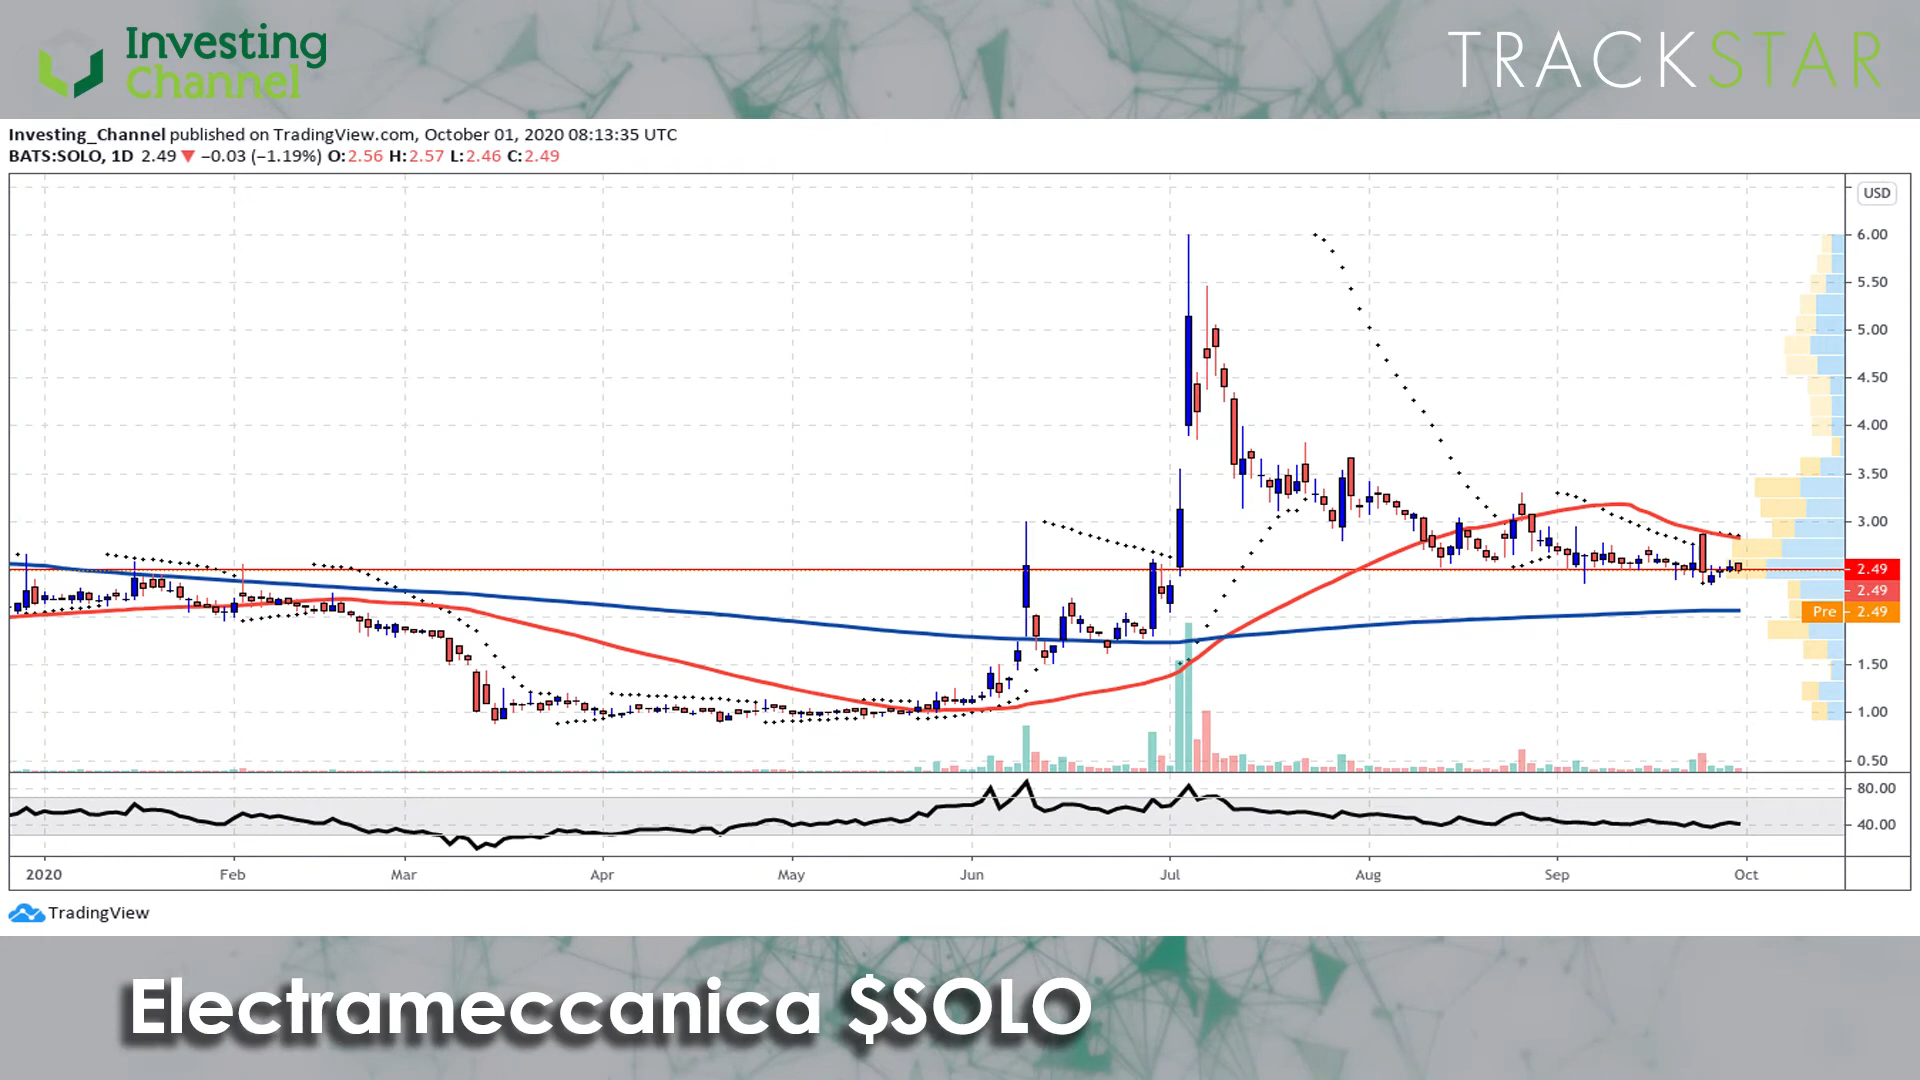 Investing
Channel
TRACKSTAR
Investing_Channel published on TradingView.com, October 01, 2020 08:13:35 UTC
BATS:SOLO, 1D 2.49 ▼ −0.03 (−1.19%) O:2.56 H:2.57 L:2.46 C:2.49
USD
6.00
5.50
5.00
4.50
4.00
3.50
3.00
2.49
2.49
Pre 2.49
1.50
1.00
0.50
80.00
40.00
2020 Feb Mar Apr May Jun Jul Aug Sep Oct
TradingView
Electrameccanica $SOLO